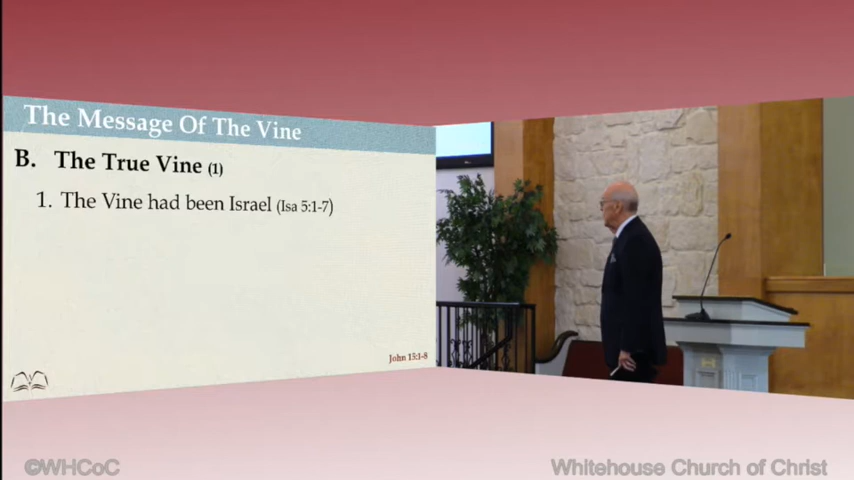 The Message Of The Vine
B. The True Vine (1)
1. The Vine had been Israel (Isa 5:1-7)
John 15:1-8
©WHCoC
Whitehouse Church of Christ